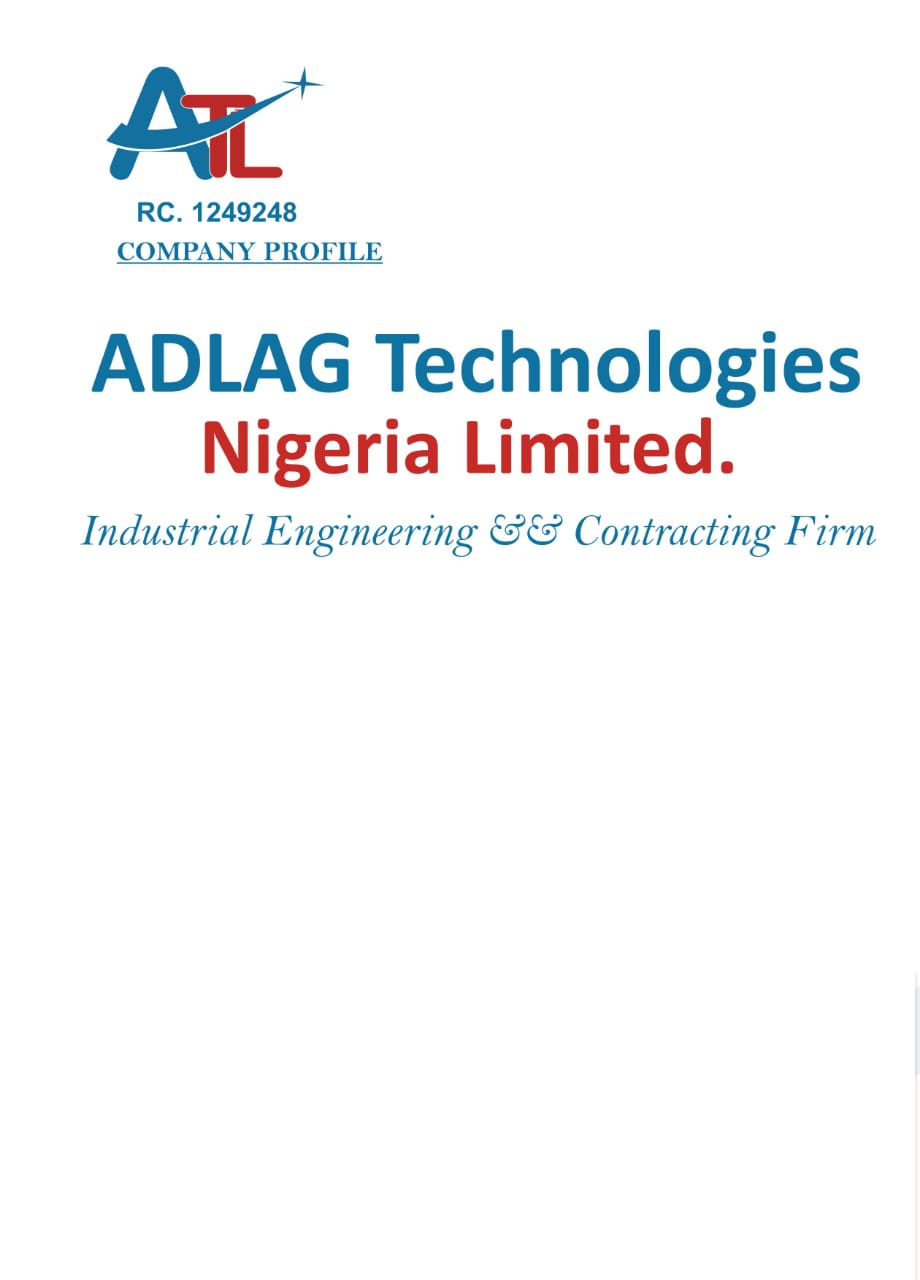 ATL
RC. 1249248
COMPANY PROFILE
ADLAG Technologies
Nigeria Limited.
Industrial Engineering && Contracting Firm